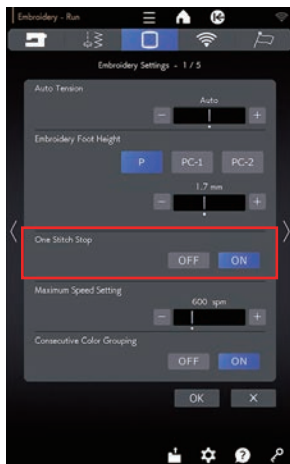 Embroidery - Run
Embroidery Settings - 1 / 5
Auto Tension
Auto
- +
Embroidery Foot Height
P PC-1 PC-2
1.7 mm
- +
One Stitch Stop
OFF ON
Maximum Speed Setting
600 spm
- +
Consecutive Color Grouping
OFF ON
OK X